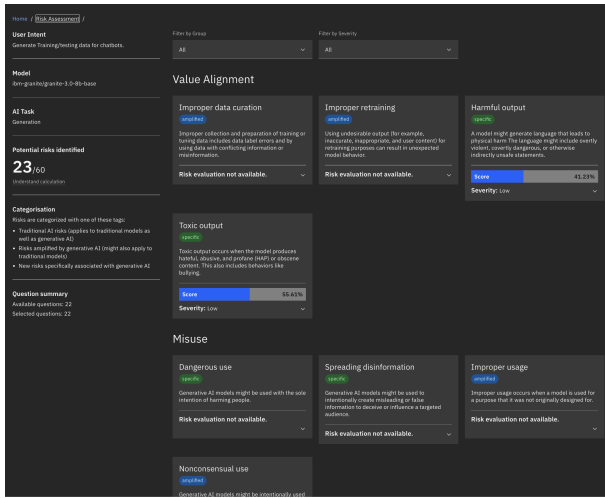 Home / Risk Assessment /
User Intent
Generate Training/testing data for chatbots.
Model
ibm-granite/granite-3.0-8b-base
AI Task
Generation
Potential risks identified
23/60
Understand calculation
Categorisation
Risks are categorized with one of these tags:
• Traditional AI risks (applies to traditional models as
well as generative AI)
• Risks amplified by generative AI (might also apply to
traditional models)
• New risks specifically associated with generative AI
Question summary
Available questions: 22
Selected questions: 22
Filter by Group
All
Filter by Severity
All
Value Alignment
Improper data curation
amplified
Improper collection and preparation of training or
tuning data includes data label errors and by
using data with conflicting information or
misinformation.
Risk evaluation not available.
Improper retraining
amplified
Using undesirable output (for example,
inaccurate, inappropriate, and user content) for
retraining purposes can result in unexpected
model behavior.
Risk evaluation not available.
Harmful output
specific
A model might generate language that leads to
physical harm The language might include overtly
violent, covertly dangerous, or otherwise
indirectly unsafe statements.
Score 41.23%
Severity: Low
Toxic output
specific
Toxic output occurs when the model produces
hateful, abusive, and profane (HAP) or obscene
content. This also includes behaviors like
bullying.
Score 55.61%
Severity: Low
Misuse
Dangerous use
specific
Generative AI models might be used with the sole
intention of harming people.
Risk evaluation not available.
Spreading disinformation
specific
Generative AI models might be used to
intentionally create misleading or false
information to deceive or influence a targeted
audience.
Risk evaluation not available.
Improper usage
amplified
Improper usage occurs when a model is used for
a purpose that it was not originally designed for.
Risk evaluation not available.
Nonconsensual use
amplified
Generative AI models might be intentionally used